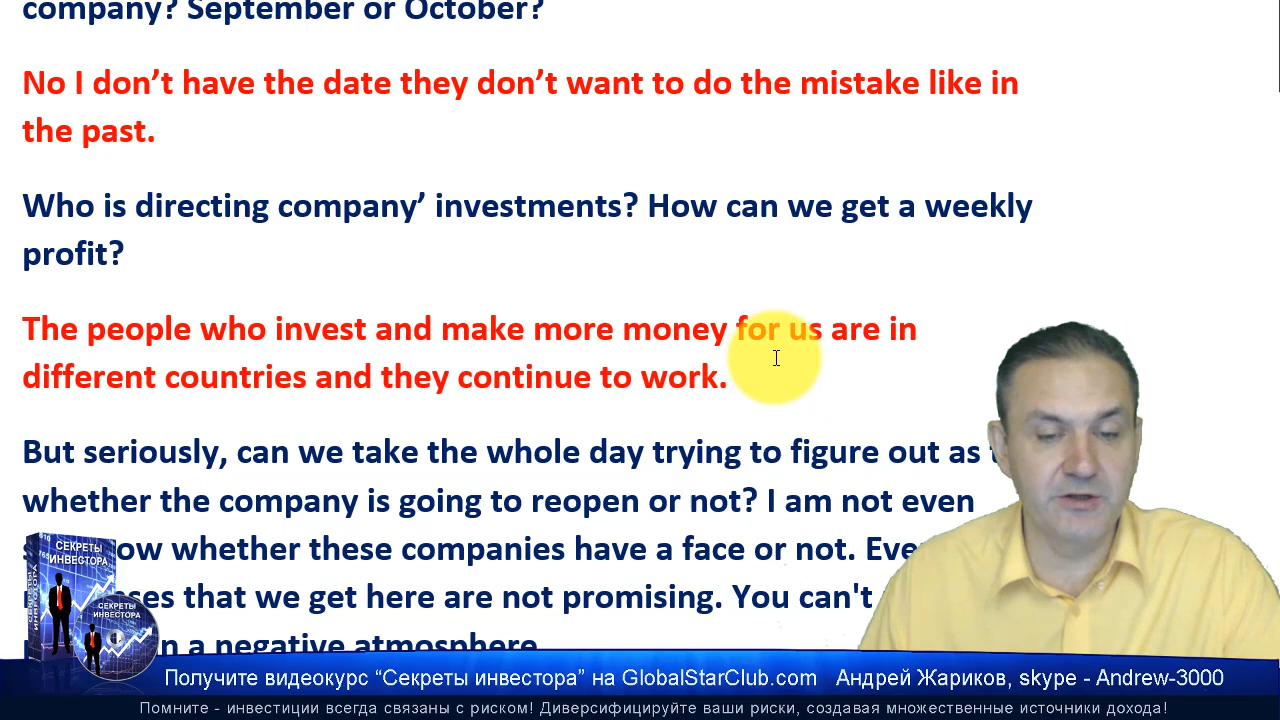 company? September or October?
No I don’t have the date they don’t want to do the mistake like in
the past.
Who is directing company’ investments? How can we get a weekly
profit?
The people who invest and make more money for us are in
different countries and they continue to work.
But seriously, can we take the whole day trying to figure out as
whether the company is going to reopen or not? I am not even
whether these companies have a face or not.
that we get here are not promising. You can't
a negative atmosphere
СЕКРЕТЫ
ИНВЕСТОРА
СЕКРЕТЫ
ИНВЕСТОРА
Получите видеокурс “Секреты инвестора” на GlobalStarClub.com Андрей Жариков, skype - Andrew-3000
Помните - инвестиции всегда связаны с риском! Диверсифицируйте ваши риски, создавая множественные источники дохода!